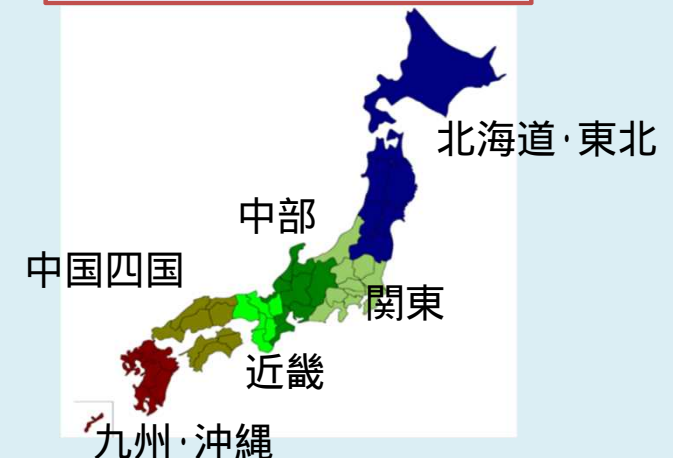 北海道・東北
中部
中国四国
関東
近畿
九州・沖縄